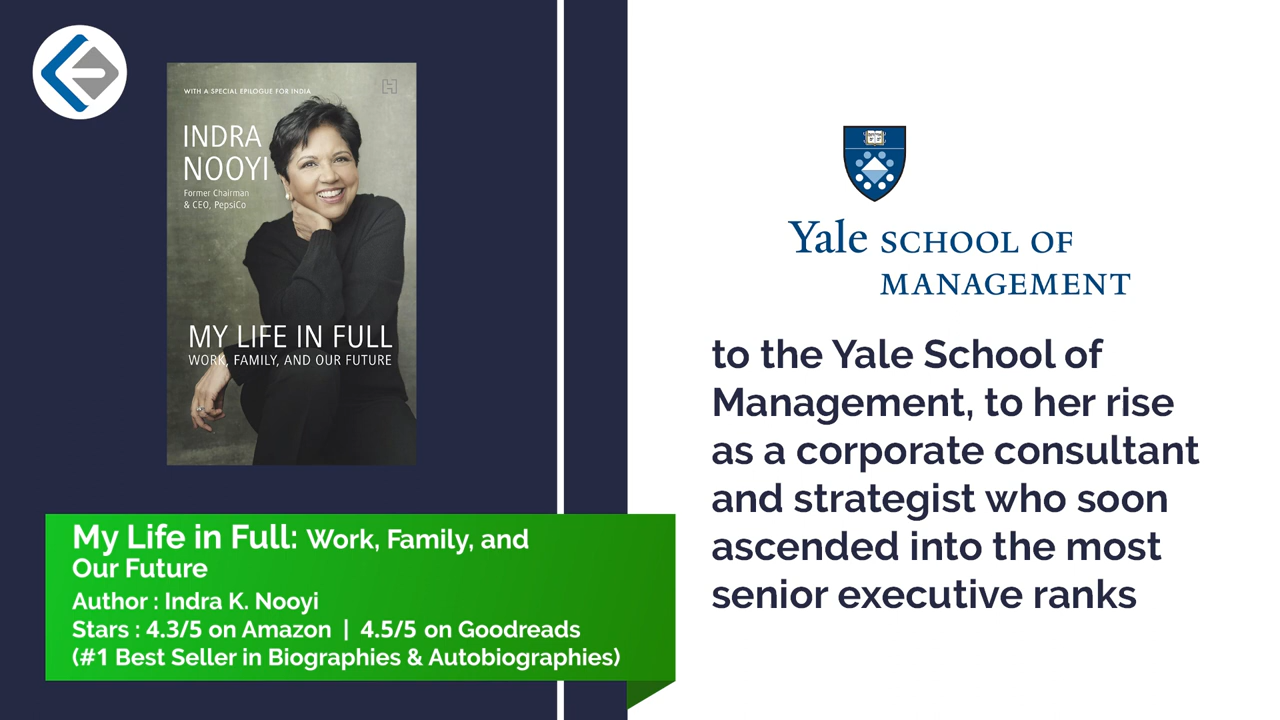 WITH A SPECIAL EPILOGUE FOR INDIA
INDRA
NOOYI
Former Chairman
& CEO, PepsiCo
MY LIFE IN FULL
WORK, FAMILY, AND OUR FUTURE
My Life in Full: Work, Family, and
Our Future
Author : Indra K. Nooyi
Stars : 4.3/5 on Amazon | 4.5/5 on Goodreads
(#1 Best Seller in Biographies & Autobiographies)
Yale SCHOOL OF
MANAGEMENT
to the Yale School of
Management, to her rise
as a corporate consultant
and strategist who soon
ascended into the most
senior executive ranks